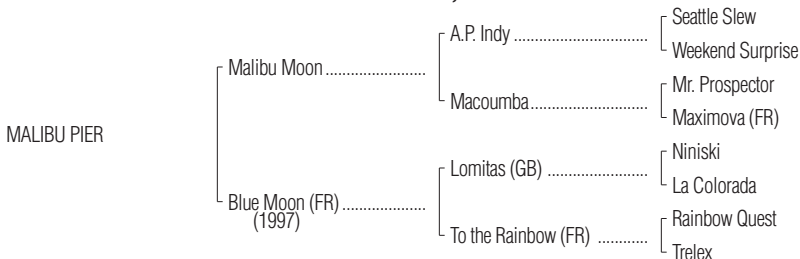 Seattle Slew
A.P. Indy ..............................
Weekend Surprise
Malibu Moon .......................
Mr. Prospector
Macoumba..........................
Maximova (FR)
MALIBU PIER
Niniski
Lomitas (GB) ......................
La Colorada
Blue Moon (FR) ...................
(1997)
Rainbow Quest
To the Rainbow (FR) ...........
Trelex